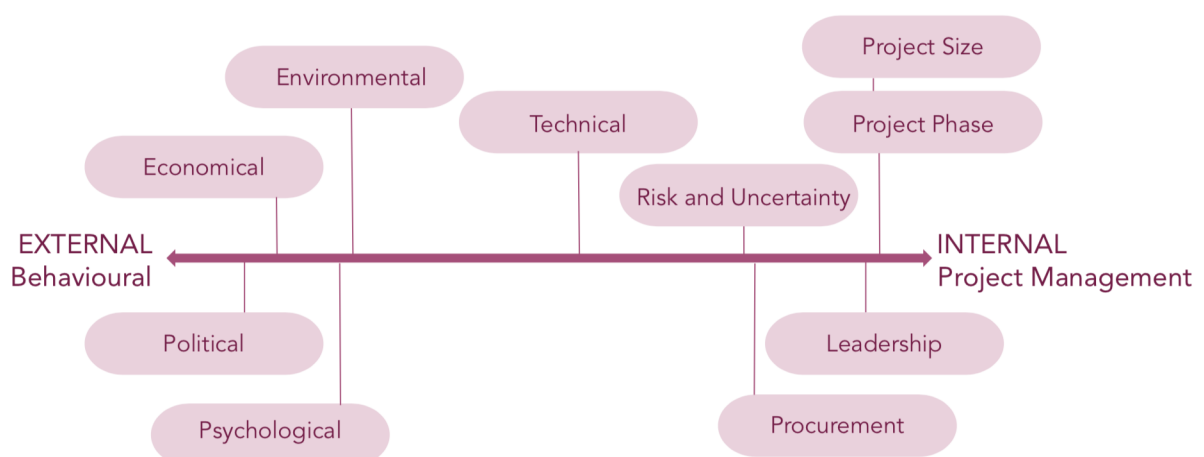 Project Size
Environmental
Technical
Project Phase
Economical
Risk and Uncertainty
EXTERNAL
Behavioural
INTERNAL
Project Management
Political
Leadership
Psychological
Procurement